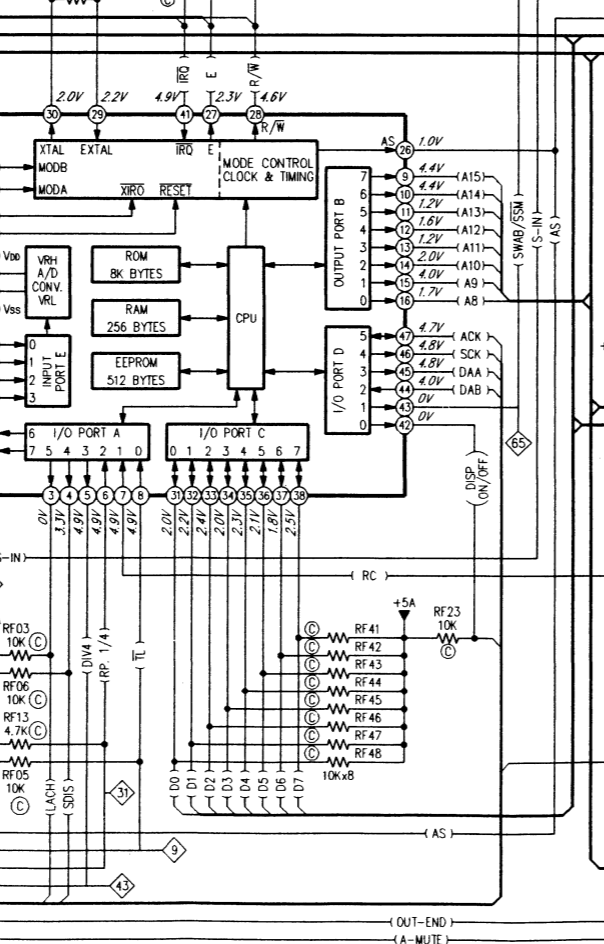 C
IRQ E R/W
2.0V 2.2V 4.9V 2.3V 4.6V
30 29 41 27 28
R/W
XTAL EXTAL IRQ E
MODE CONTROL
CLOCK & TIMING
MODB
MODA
XIRO RESET
AS 26 1.0V
OUTPUT PORT B
7 9 4.4V (A15)
6 10 4.4V (A14)
5 11 1.2V (A13)
4 12 1.6V (A12)
3 13 1.2V (A11)
2 14 2.0V (A10)
1 15 4.0V (A9
0 16 1.7V (A8
SWAB/SSM
S-IN)
(AS)
VDD
VRH
A/D
CONV.
VRL
VSS
ROM
8K BYTES
RAM
256 BYTES
EEPROM
512 BYTES
CPU
0
1
2
3
INPUT
PORT E
I/O PORT D
5 47 4.7V (ACK)
4 46 4.8V (SCK)
3 45 4.8V (DAA)
2 44 4.0V (DAB)
1 43 0V
0 42 0V
65
DISP
ON/OFF
6 I/O PORT A
7 5 4 3 2 1 0
I/O PORT C
0 1 2 3 4 5 6 7
3 4 5 6 7 8
31 32 33 34 35 36 37 38
0V 3.3V 4.9V 4.9V 4.9V 4.9V
2.0V 2.2V 2.4V 2.0V 2.3V 2.1V 1.8V 2.5V
S-IN)
(RC)
+5A
RF23
10K
C
RF03
10K C
RF06
10K C
RF13
4.7K C
RF05
10K
C
(DIV4)
(RP. 1/4)
TL
C RF41
C RF42
C RF43
C RF44
C RF45
C RF46
C RF47
C RF48
10Kx8
(LACH)
(SDIS)
31
D0 D1 D2 D3 D4 D5 D6 D7
(AS)
9
43
(OUT-END)
(A-MUTE)